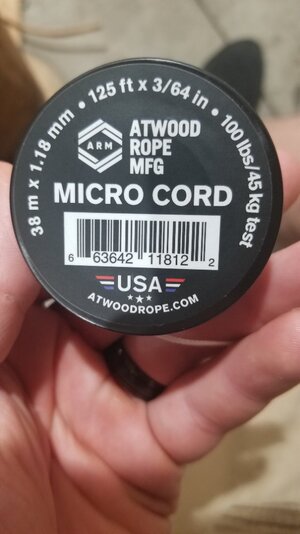 38 m x 1.18 mm • 125 ft x 3/64 in • 100 lbs/45 kg test
ARM
ATWOOD
ROPE
MFG
MICRO CORD
6 63642 11812 2
USA
ATWOODROPE.COM